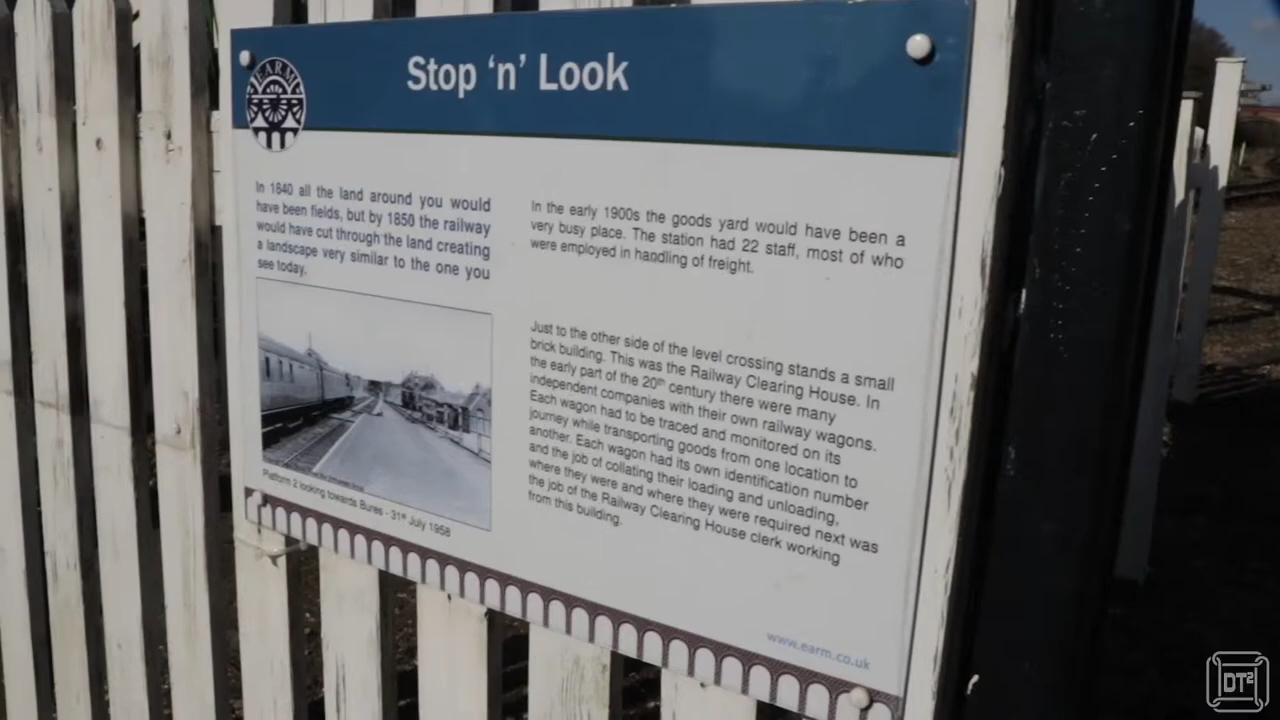 Stop 'n' Look
EARM
In 1840 all the land around you would
have been fields, but by 1850 the railway
would have cut through the land creating
a landscape very similar to the one you
see today.
Platform 2 looking towards Bures - 31st July 1958
In the early 1900s the goods yard would have been a
very busy place. The station had 22 staff, most of who
were employed in handling of freight.
Just to the other side of the level crossing stands a small
brick building. This was the Railway Clearing House. In
the early part of the 20th century there were many
independent companies with their own railway wagons.
Each wagon had to be traced and monitored on its
journey while transporting goods from one location to
another. Each wagon had its own identification number
and the job of collating their loading and unloading,
where they were and where they were required next was
the job of the Railway Clearing House clerk working
from this building.
www.earm.co.uk
DT2